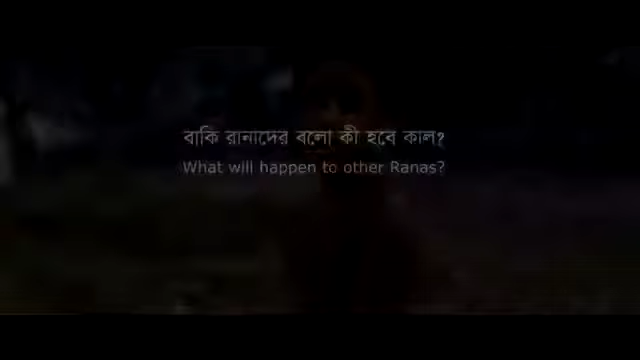 বাকি রানাদের বলো কী হবে কাল?
What will happen to other Ranas?